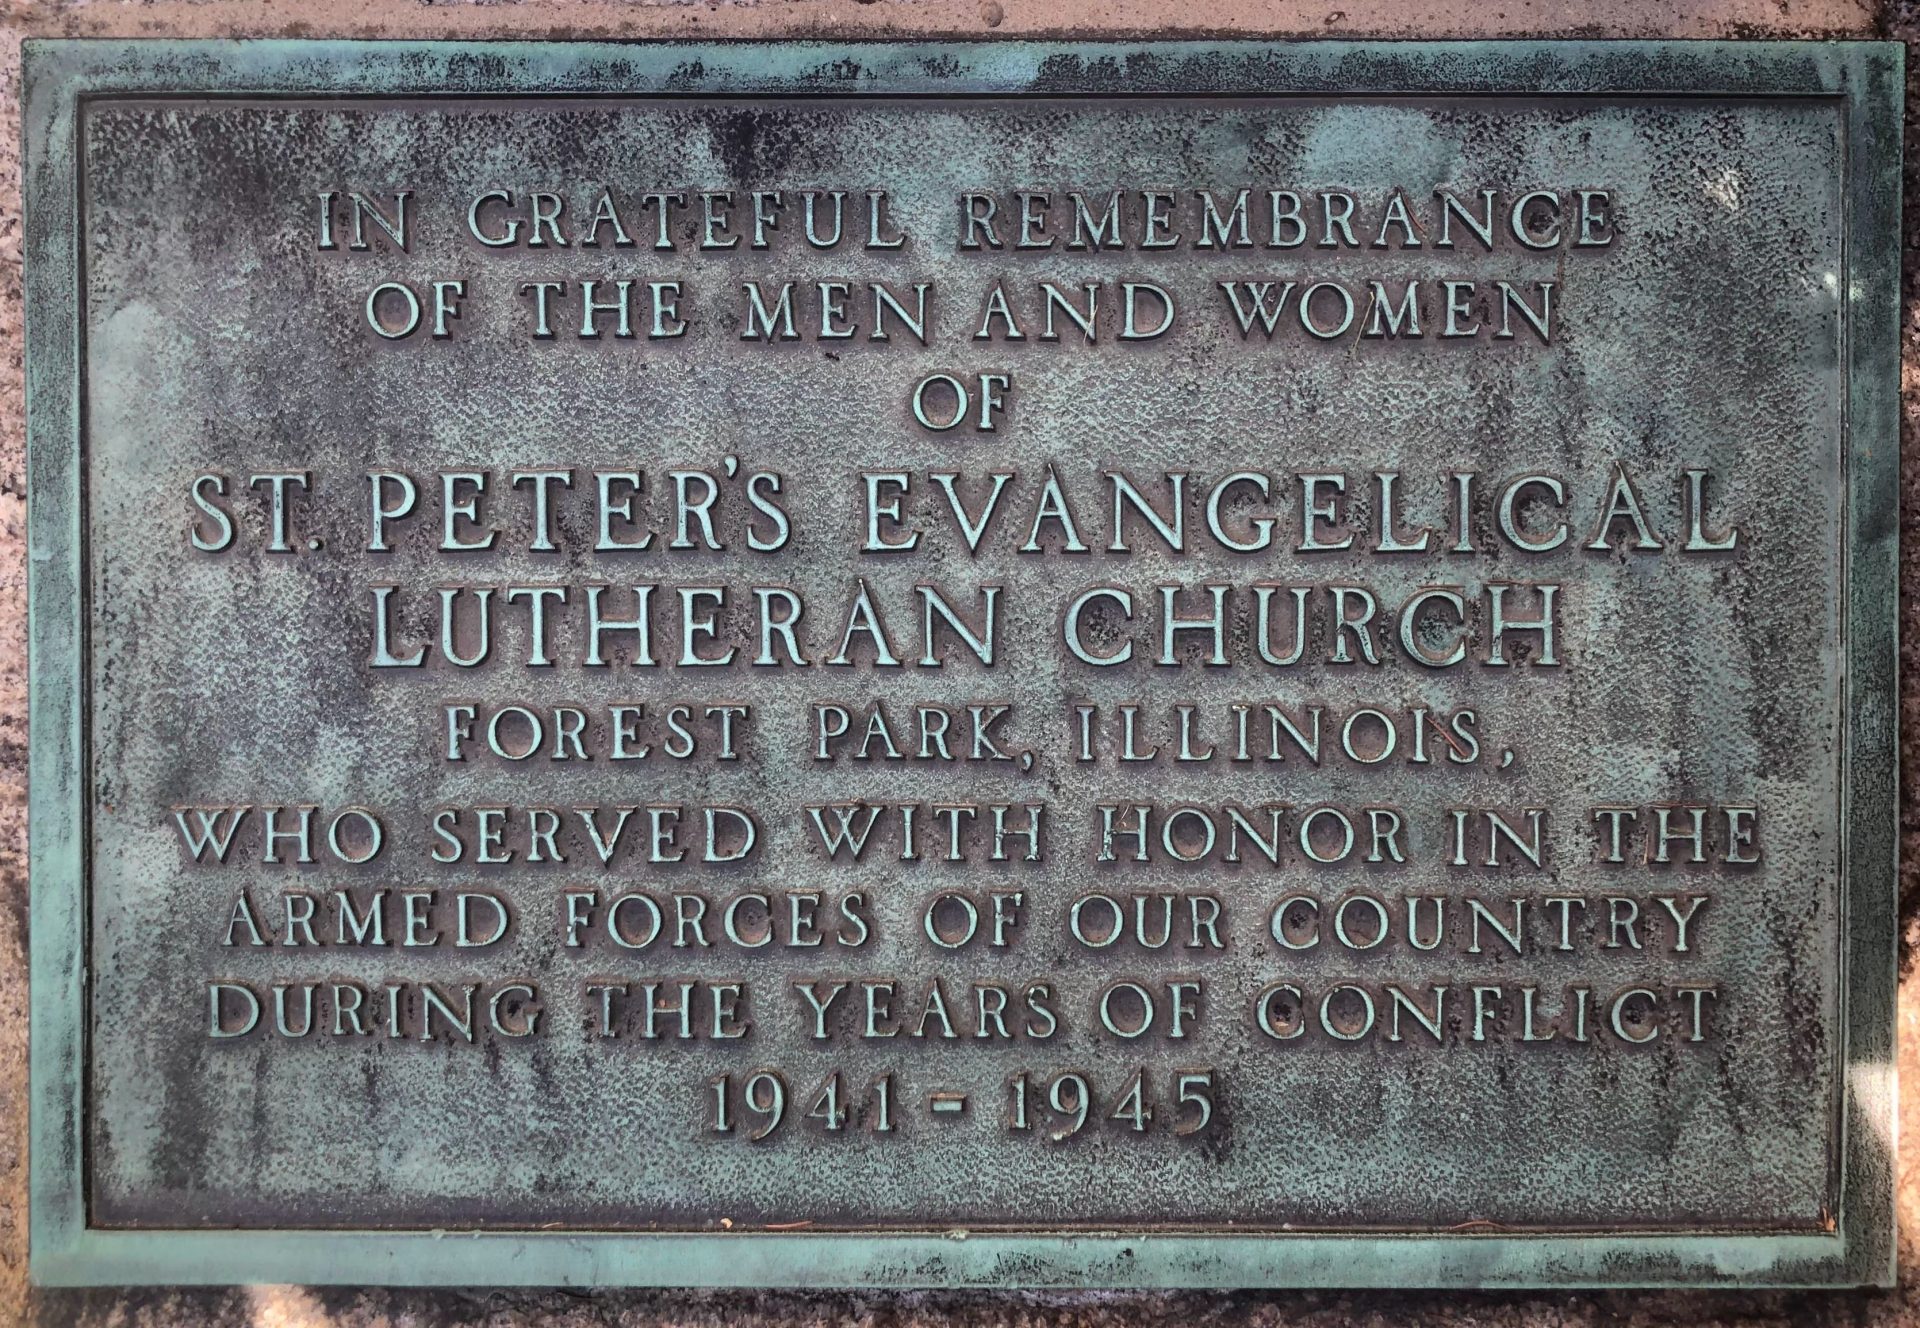 IN GRATEFUL REMEMBRANCE
OF THE MEN AND WOMEN
OF
ST. PETER'S EVANGELICAL
LUTHERAN CHURCH
FOREST PARK, ILLINOIS,
WHO SERVED WITH HONOR IN THE
ARMED FORCES OF OUR COUNTRY
DURING THE YEARS OF CONFLICT
1941 - 1945